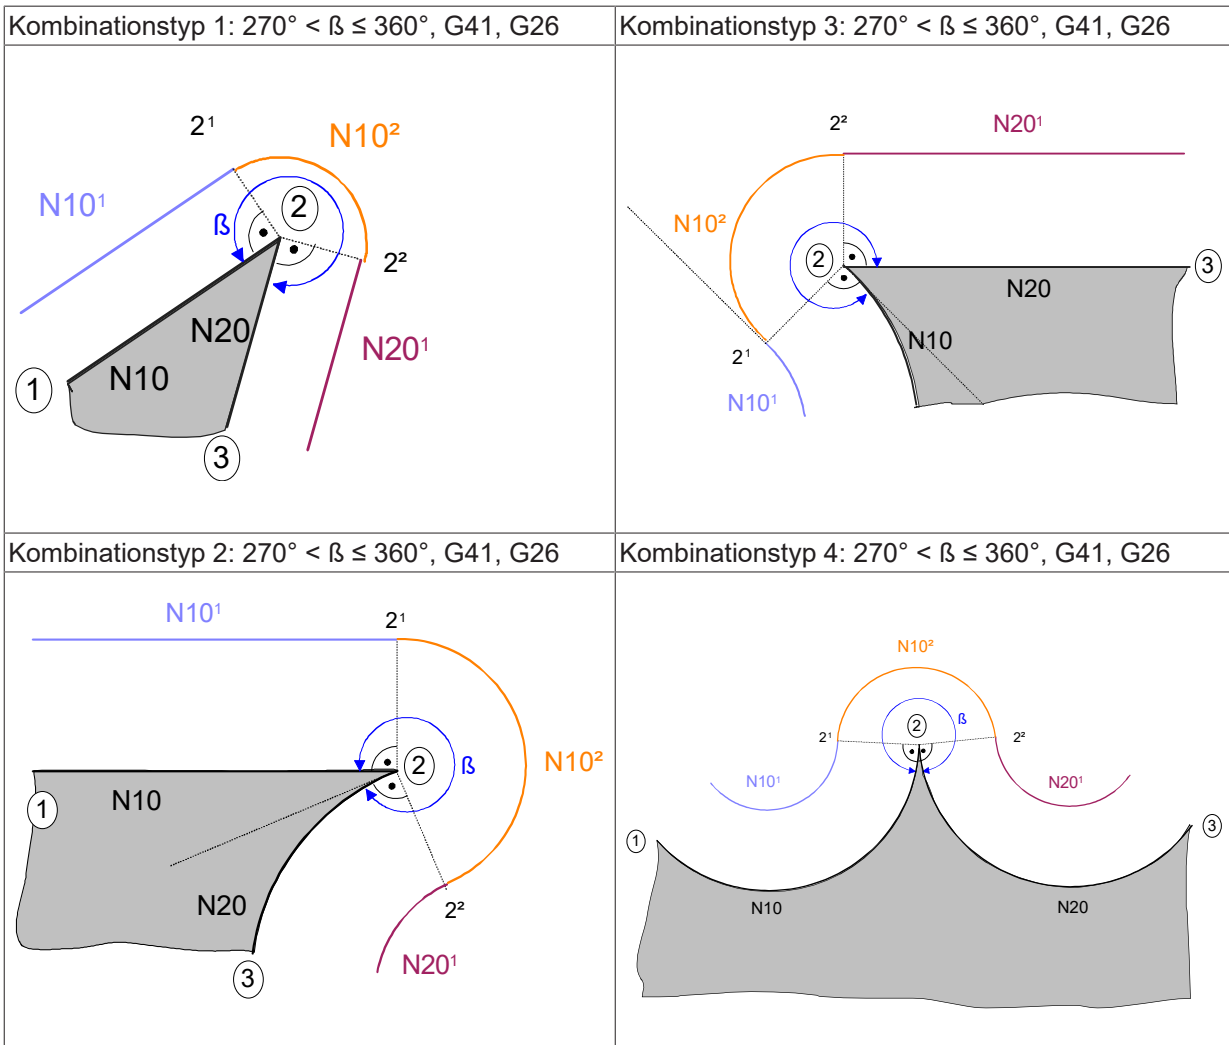 Kombinationstyp 1: 270° < ß ≤ 360°, G41, G26
2¹
N10²
N10¹
ß
2
2²
N20
N20¹
1
N10
3
Kombinationstyp 3: 270° < ß ≤ 360°, G41, G26
2²
N20¹
N10²
2
3
N20
N10
2¹
N10¹
Kombinationstyp 2: 270° < ß ≤ 360°, G41, G26
N10¹
2¹
2
ß
N10²
1
N10
N20
2²
N20¹
3
Kombinationstyp 4: 270° < ß ≤ 360°, G41, G26
N10²
2
ß
2¹
2²
N10¹
N20¹
1
3
N10
N20